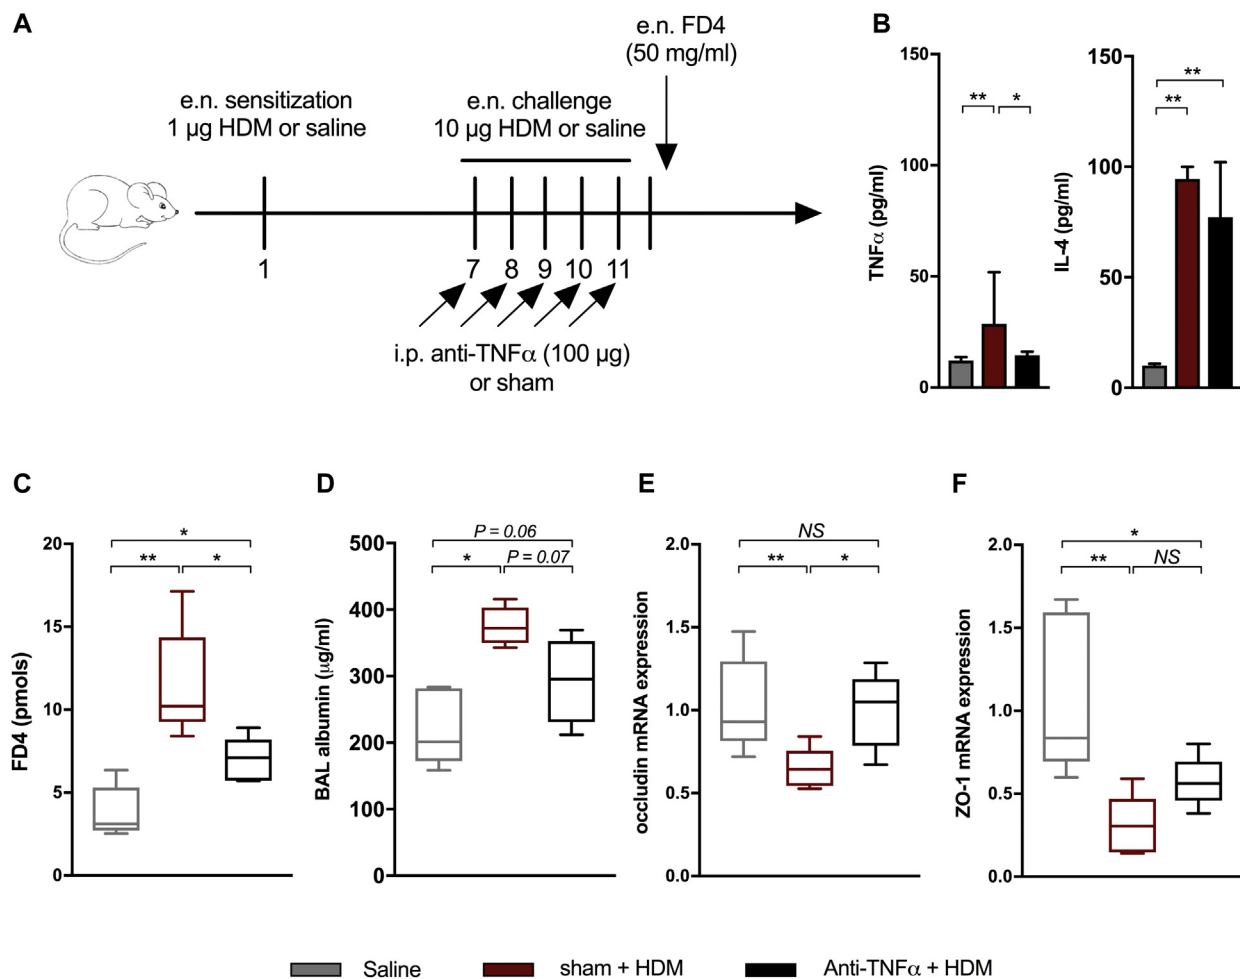 A
e.n. FD4
(50 mg/ml)
e.n. sensitization
1 µg HDM or saline
e.n. challenge
10 µg HDM or saline
1
7
8
9
10
11
i.p. anti-TNFα (100 µg)
or sham
B
TNFα (pg/ml)
150
100
50
0
**
*
IL-4 (pg/ml)
150
100
50
0
**
**
C
FD4 (pmols)
20
15
10
5
0
*
**
*
D
BAL albumin (µg/ml)
500
400
300
200
100
0
P = 0.06
*
P = 0.07
E
occludin mRNA expression
2.0
1.5
1.0
0.5
0.0
NS
**
*
F
ZO-1 mRNA expression
2.0
1.5
1.0
0.5
0.0
*
**
NS
Saline
sham + HDM
Anti-TNFα + HDM